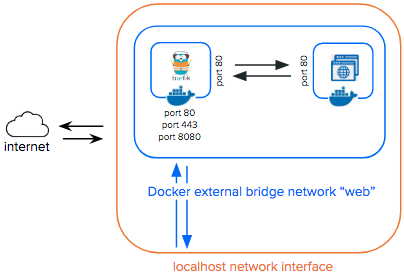 træfik
port 80
port 80
port 80
port 443
port 8080
internet
Docker external bridge network “web”
localhost network interface